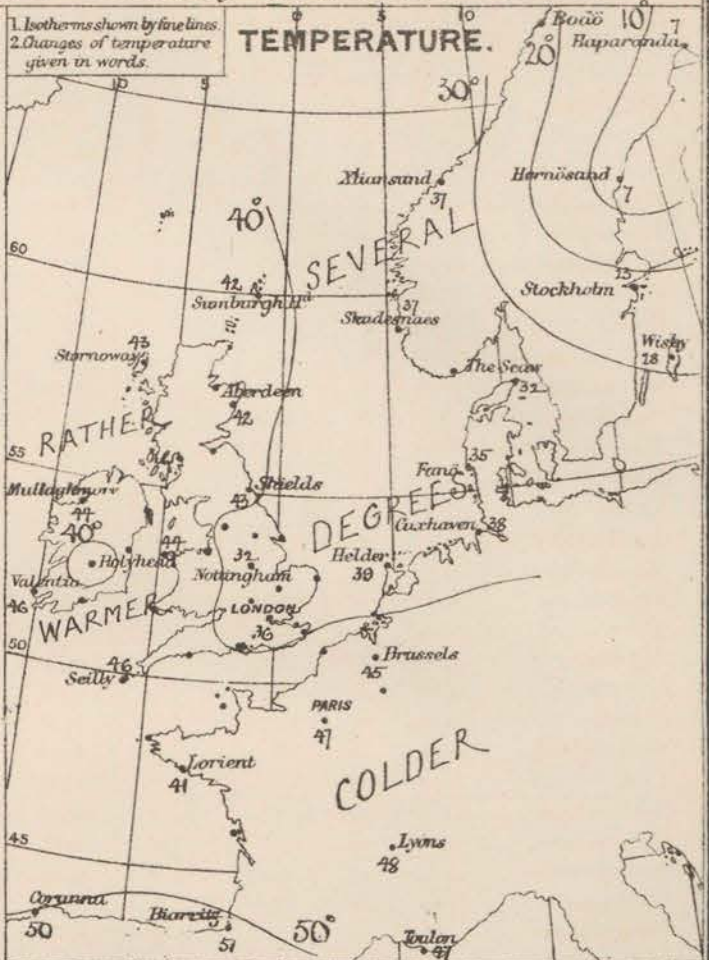 1. Isotherms shown by fine lines.
2. Changes of temperature
given in words.
TEMPERATURE.
0 5
Bodö 10° 7
20° Haparanda
10 5
30°
Xtiansund
37
Hernösand
7
40°
SEVERAL
60
42
Sumburgh Hd
37
Skudesnaes
Stockholm
23
43
Stornoway
Wisby
28
The Scaw
32
Aberdeen
42
RATHER
55
35
Fanö
Mullaghmore
44
Shields
43
DEGREES
40°
44
Holyhead
Cuxhaven 38
32
Nottingham
Helder
39
Valentia
46
WARMER
LONDON
36
50
46
Scilly
Brussels
45
PARIS
47
Lorient
41
COLDER
45
Lyons
48
Corunna
50
Biarritz
51
50°
Toulon
47